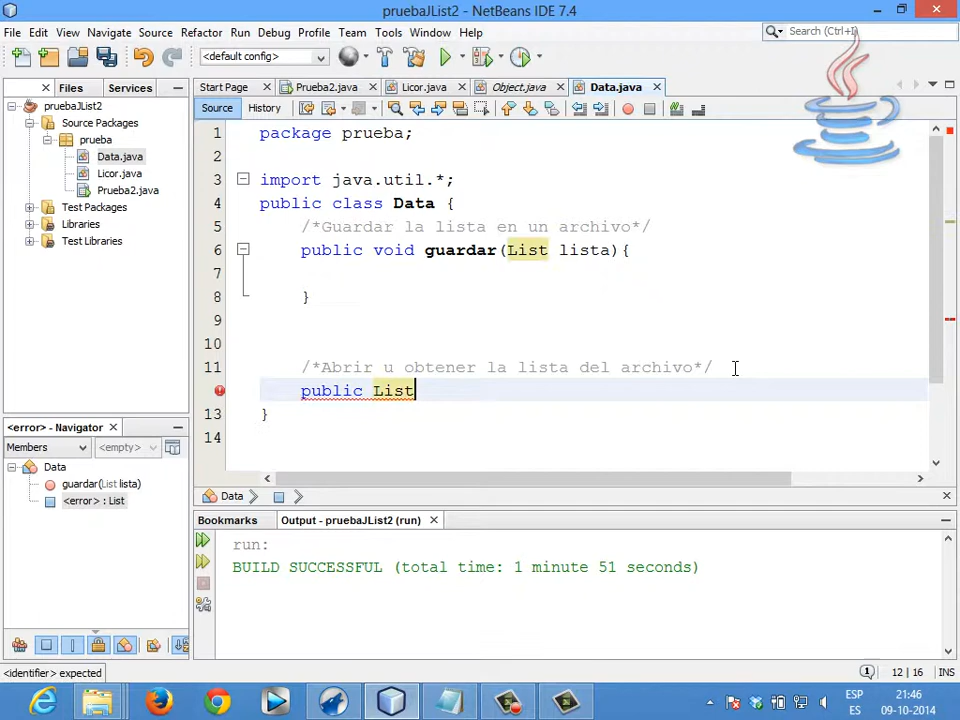 pruebaJList2 - NetBeans IDE 7.4
File Edit View Navigate Source Refactor Run Debug Profile Team Tools Window Help
Search (Ctrl+I)
<default config>
Files Services
Start Page Prueba2.java Licor.java Object.java Data.java
Source History
pruebaJList2
Source Packages
prueba
Data.java
Licor.java
Prueba2.java
Test Packages
Libraries
Test Libraries
1 package prueba;
2
3 import java.util.*;
4 public class Data {
5 /*Guardar la lista en un archivo*/
6 public void guardar(List lista){
7
8 }
9
10
11 /*Abrir u obtener la lista del archivo*/
public List
13 }
14
<error> - Navigator
Members <empty>
Data
guardar(List lista)
<error> : List
Data
Bookmarks Output - pruebaJList2 (run)
run:
BUILD SUCCESSFUL (total time: 1 minute 51 seconds)
<identifier> expected
1 12 | 16 INS
ESP 21:46
ES 09-10-2014